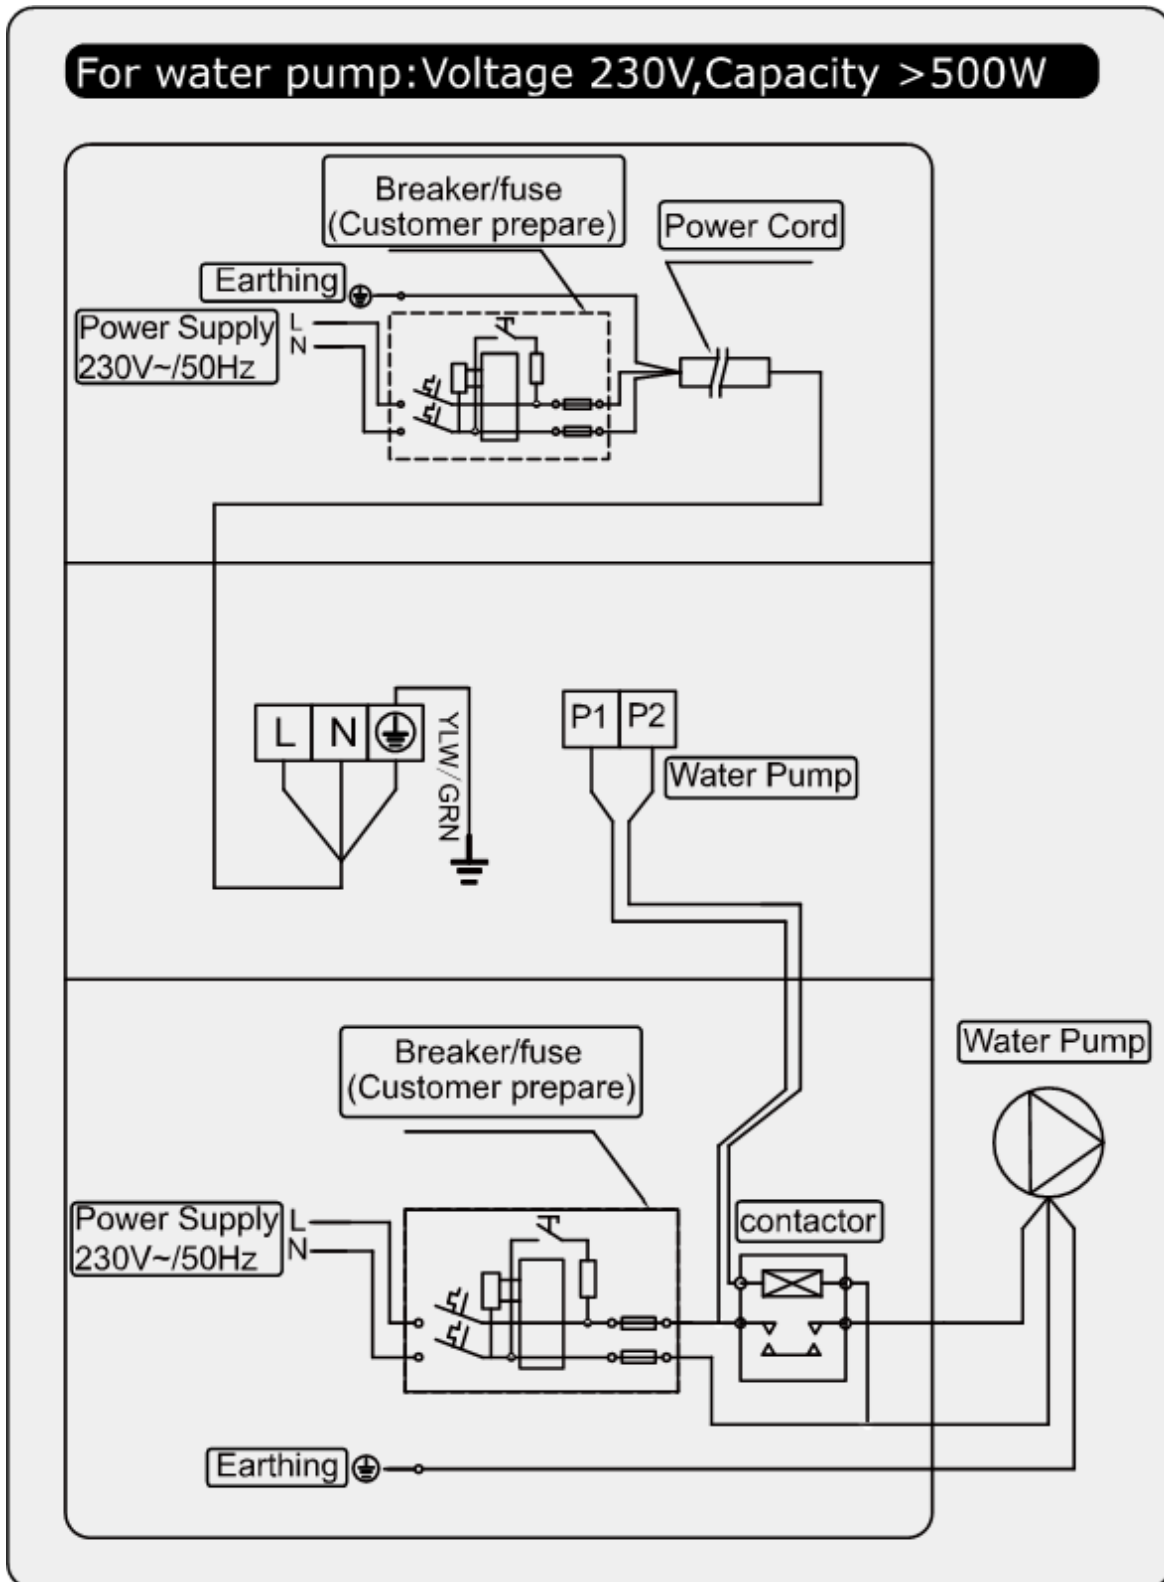 For water pump:Voltage 230V,Capacity >500W
Breaker/fuse
(Customer prepare)
Power Cord
Earthing
Power Supply
230V~/50Hz
L
N
L
N
YLW/GRN
P1
P2
Water Pump
Breaker/fuse
(Customer prepare)
Water Pump
Power Supply
230V~/50Hz
L
N
contactor
Earthing